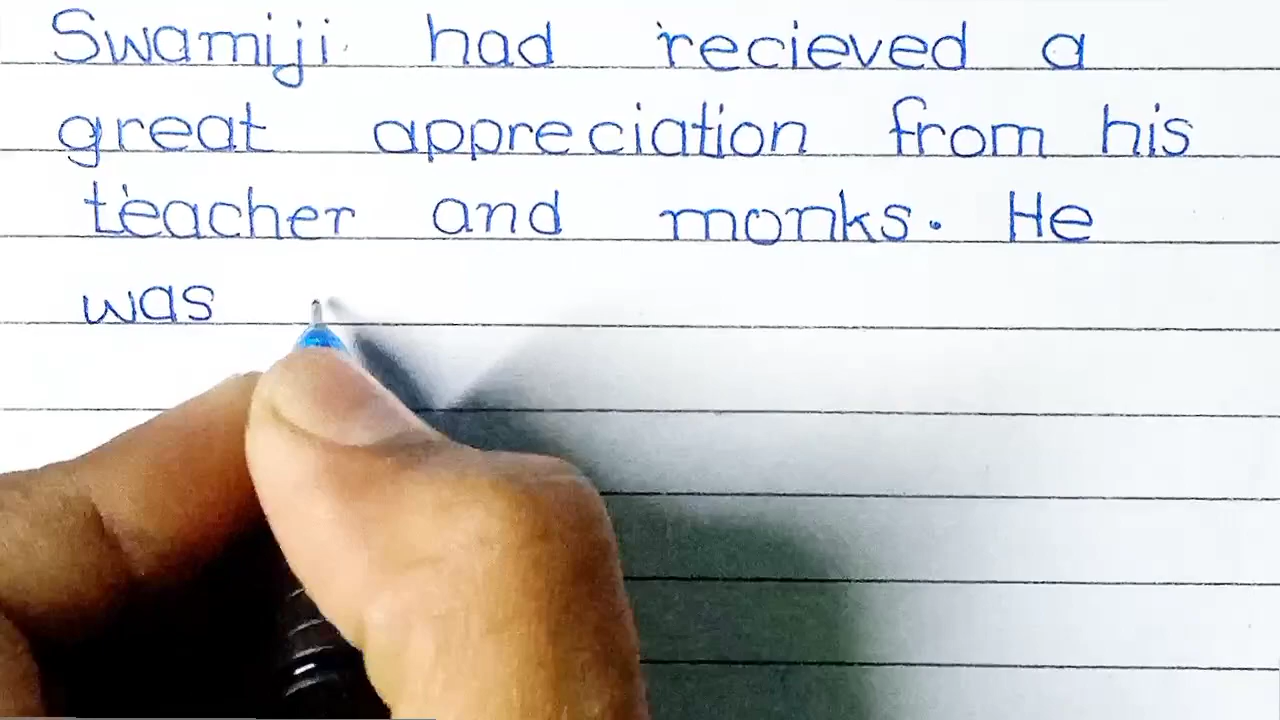 Swamiji had recieved a
great appreciation from his
teacher and monks. He
was